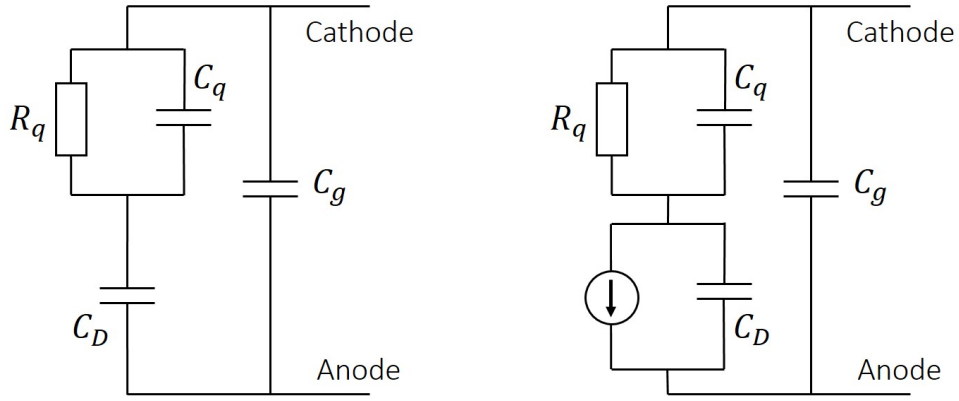 Cathode
C_q
R_q
C_g
C_D
Anode
Cathode
C_q
R_q
C_g
C_D
Anode